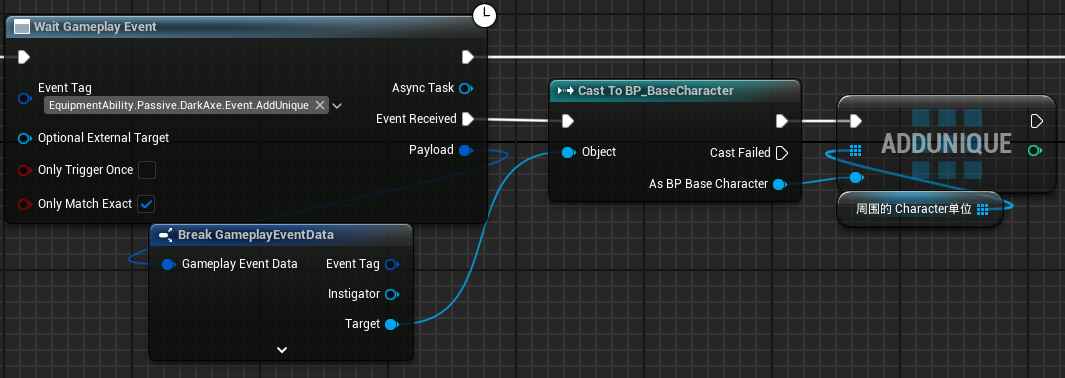 Wait Gameplay Event
Event Tag
EquipmentAbility.Passive.DarkAxe.Event.AddUnique
Async Task
Optional External Target
Event Received
Only Trigger Once
Payload
Only Match Exact
Break GameplayEventData
Gameplay Event Data
Event Tag
Instigator
Target
Cast To BP_BaseCharacter
Object
Cast Failed
As BP Base Character
ADDUNIQUE
周围的 Character单位